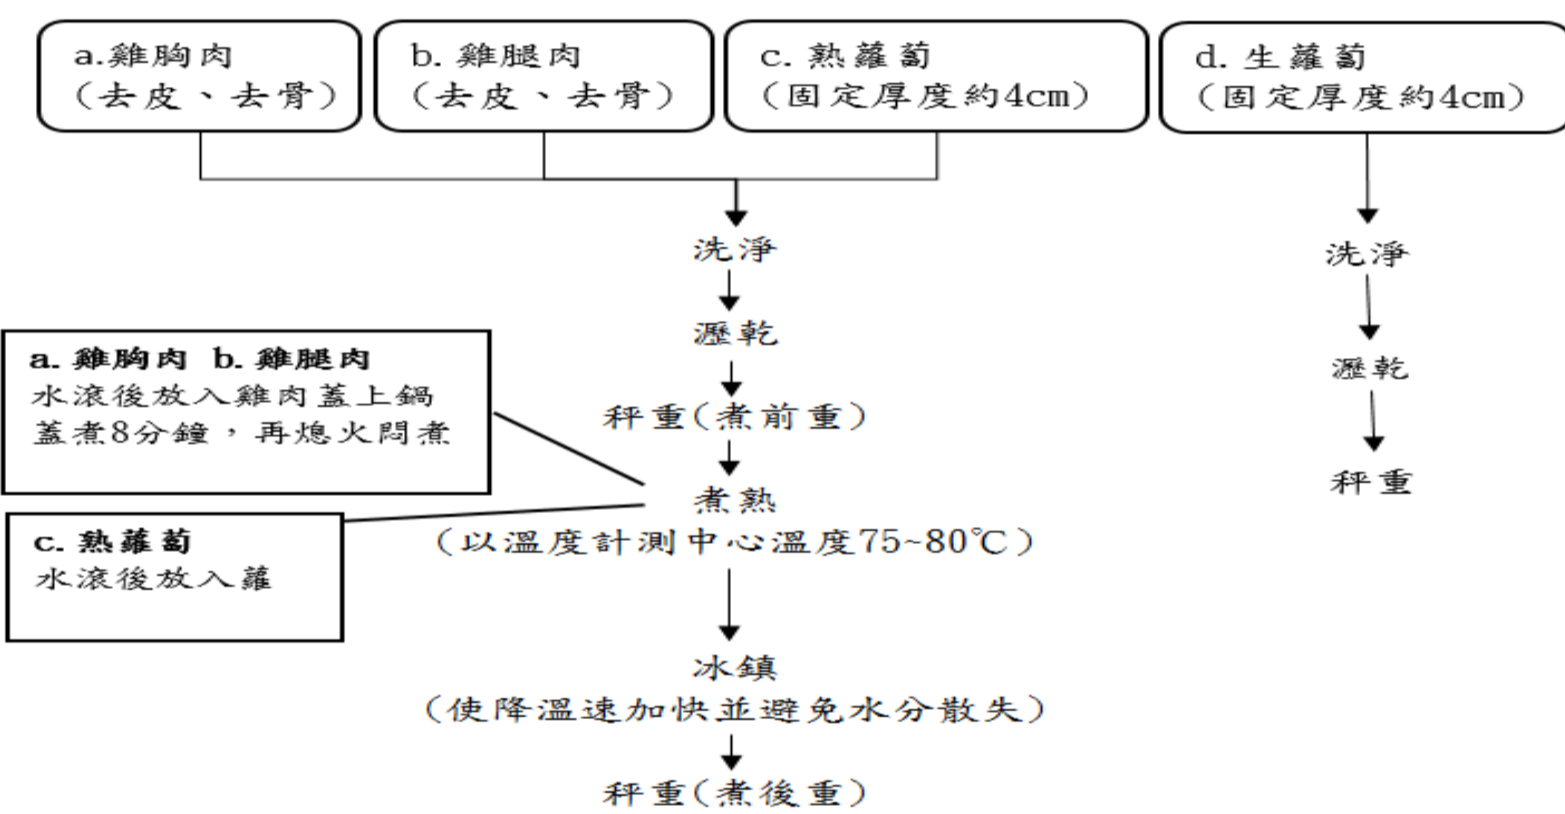 a.雞胸肉
(去皮、去骨)
b. 雞腿肉
(去皮、去骨)
c. 熟蘿蔔
(固定厚度約4cm)
d. 生蘿蔔
(固定厚度約4cm)
洗淨
瀝乾
秤重(煮前重)
煮熟
(以溫度計測中心溫度75~80℃)
冰鎮
(使降溫速加快並避免水分散失)
秤重(煮後重)
a. 雞胸肉 b. 雞腿肉
水滾後放入雞肉蓋上鍋
蓋煮8分鐘，再熄火悶煮
c. 熟蘿蔔
水滾後放入蘿
洗淨
瀝乾
秤重